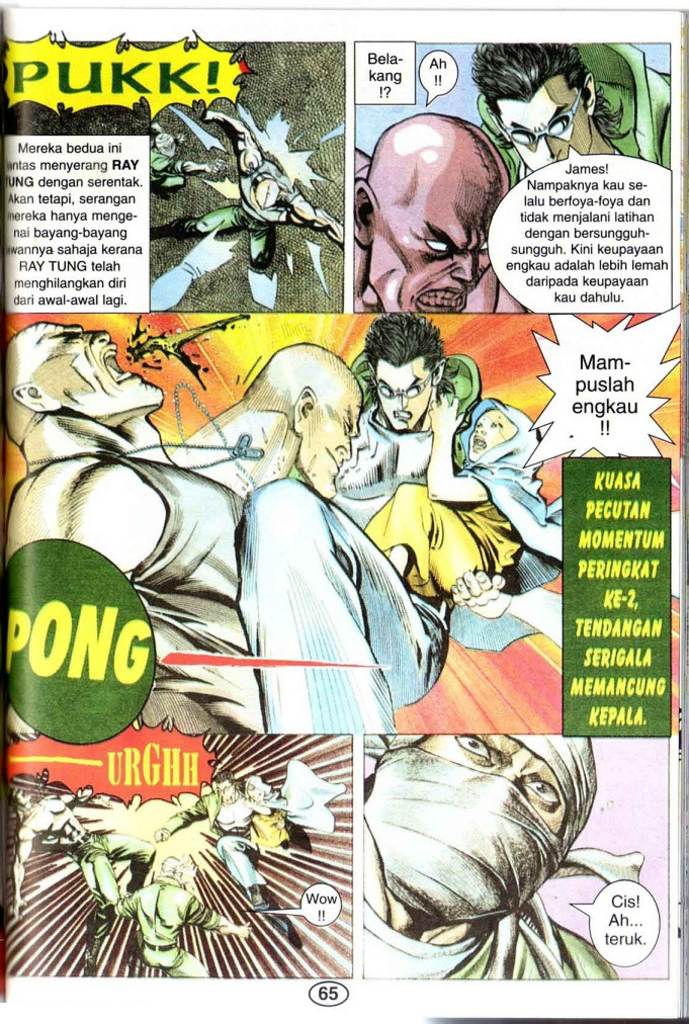 PUKK!
Mereka bedua ini
menyerang RAY
dengan serentak.
Akan tetapi, serangan
mereka hanya menge-
nai bayang-bayang
sahaja kerana
RAY TUNG telah
menghilangkan diri
dari awal-awal lagi.
Bela-
kang
!?
Ah
!!
James!
Nampaknya kau se-
lalu berfoya-foya dan
tidak menjalani latihan
dengan bersungguh-
sungguh. Kini keupayaan
engkau adalah lebih lemah
daripada keupayaan
kau dahulu.
Mam-
puslah
engkau
!!
KUASA
PECUTAN
MOMENTUM
PERINGKAT
KE-2,
TENDANGAN
SERIGALA
MEMANCUNG
KEPALA.
PONG
URGHH
Wow
!!
Cis!
Ah...
teruk.
65